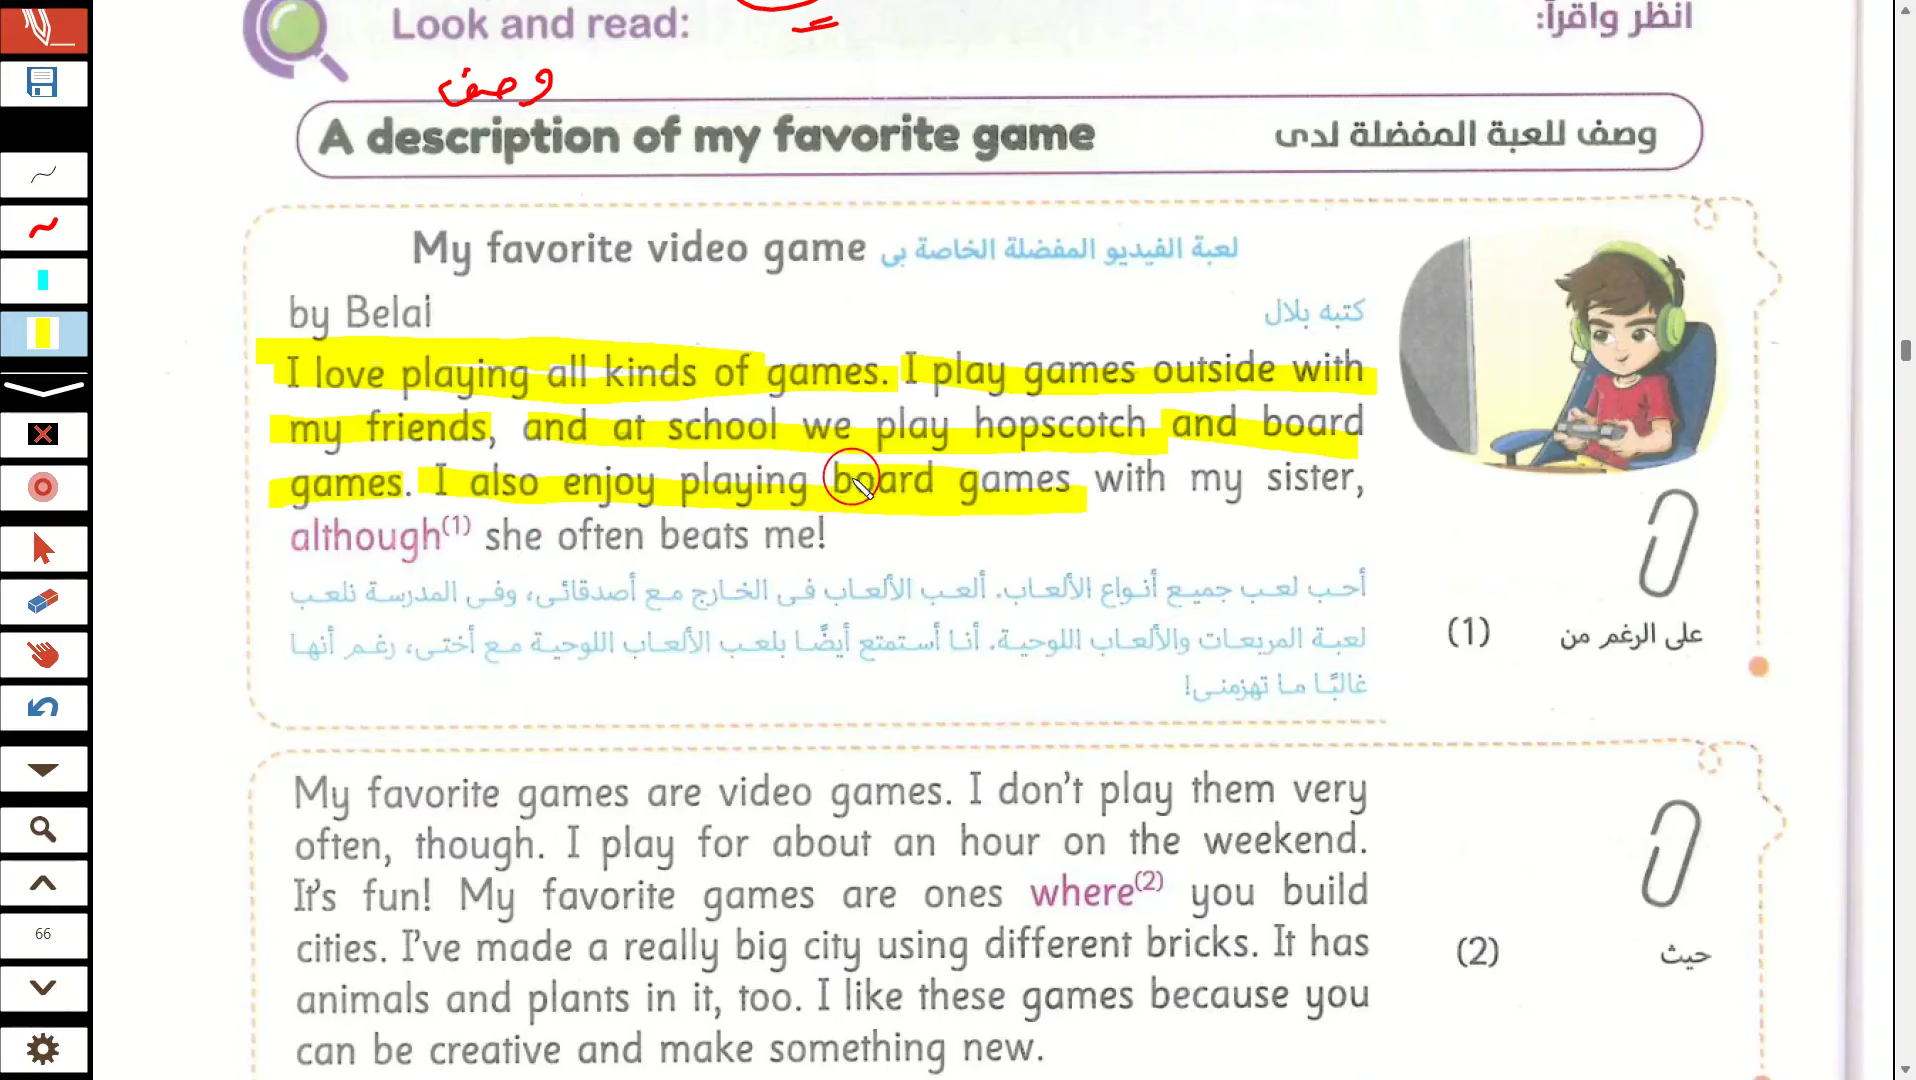 Look and read: انظر واقرأ:
وصف
A description of my favorite game وصف للعبة المفضلة لدى
My favorite video game لعبة الفيديو المفضلة الخاصة بى
by Belal كتبه بلال
I love playing all kinds of games. I play games outside with
my friends, and at school we play hopscotch and board
games. I also enjoy playing board games with my sister,
although(1) she often beats me!
أحب لعب جميع أنواع الألعاب. ألعب الألعاب فى الخارج مع أصدقائى، وفى المدرسة نلعب
لعبة المربعات والألعاب اللوحية. أنا أستمتع أيضًا بلعب الألعاب اللوحية مع أختى، رغم أنها
غالبًا ما تهزمنى!
(1) على الرغم من
My favorite games are video games. I don't play them very
often, though. I play for about an hour on the weekend.
It's fun! My favorite games are ones where(2) you build
cities. I've made a really big city using different bricks. It has
animals and plants in it, too. I like these games because you
can be creative and make something new.
(2) حيث
66